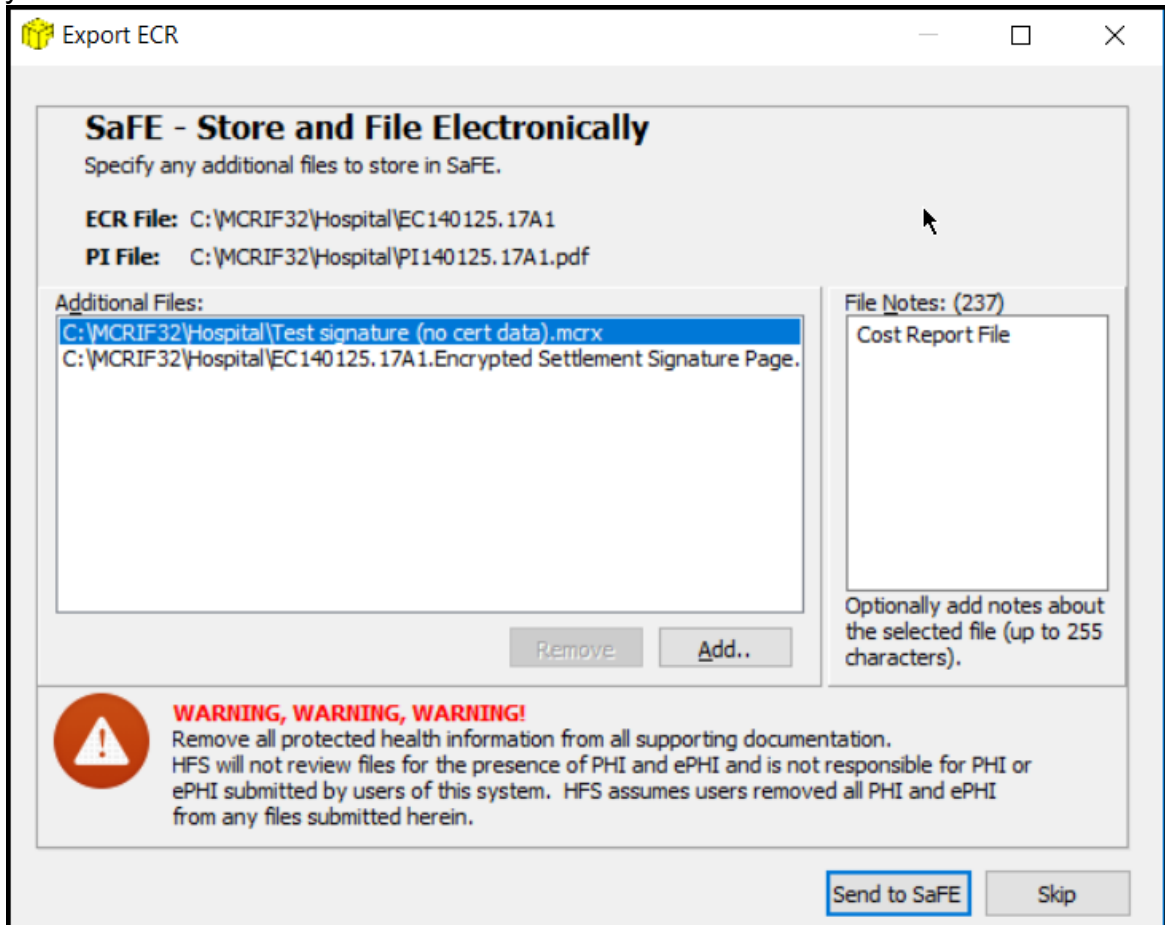 Export ECR
SaFE - Store and File Electronically
Specify any additional files to store in SaFE.
ECR File: C:\MCRIF32\Hospital\EC140125.17A1
PI File: C:\MCRIF32\Hospital\PI140125.17A1.pdf
Additional Files:
C:\MCRIF32\Hospital\Test signature (no cert data).mcrx
C:\MCRIF32\Hospital\EC140125.17A1.Encrypted Settlement Signature Page.
Remove
Add..
File Notes: (237)
Cost Report File
Optionally add notes about
the selected file (up to 255
characters).
WARNING, WARNING, WARNING!
Remove all protected health information from all supporting documentation.
HFS will not review files for the presence of PHI and ePHI and is not responsible for PHI or
ePHI submitted by users of this system. HFS assumes users removed all PHI and ePHI
from any files submitted herein.
Send to SaFE
Skip